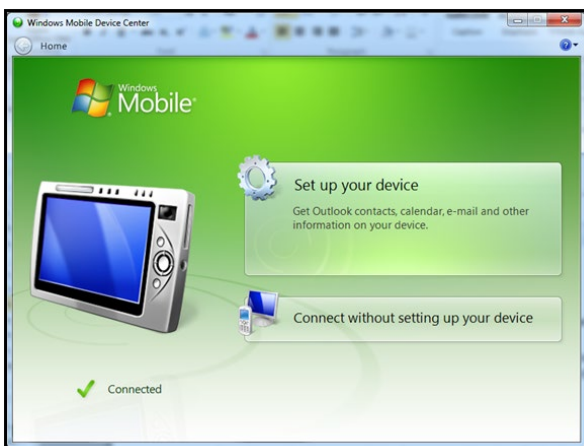 Windows Mobile Device Center
Home
Windows
Mobile
Set up your device
Get Outlook contacts, calendar, e-mail and other
information on your device.
Connect without setting up your device
Connected